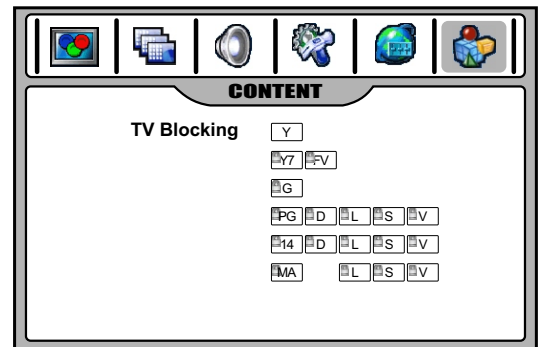 CONTENT
TV Blocking Y
Y7 FV
G
PG D L S V
14 D L S V
MA L S V